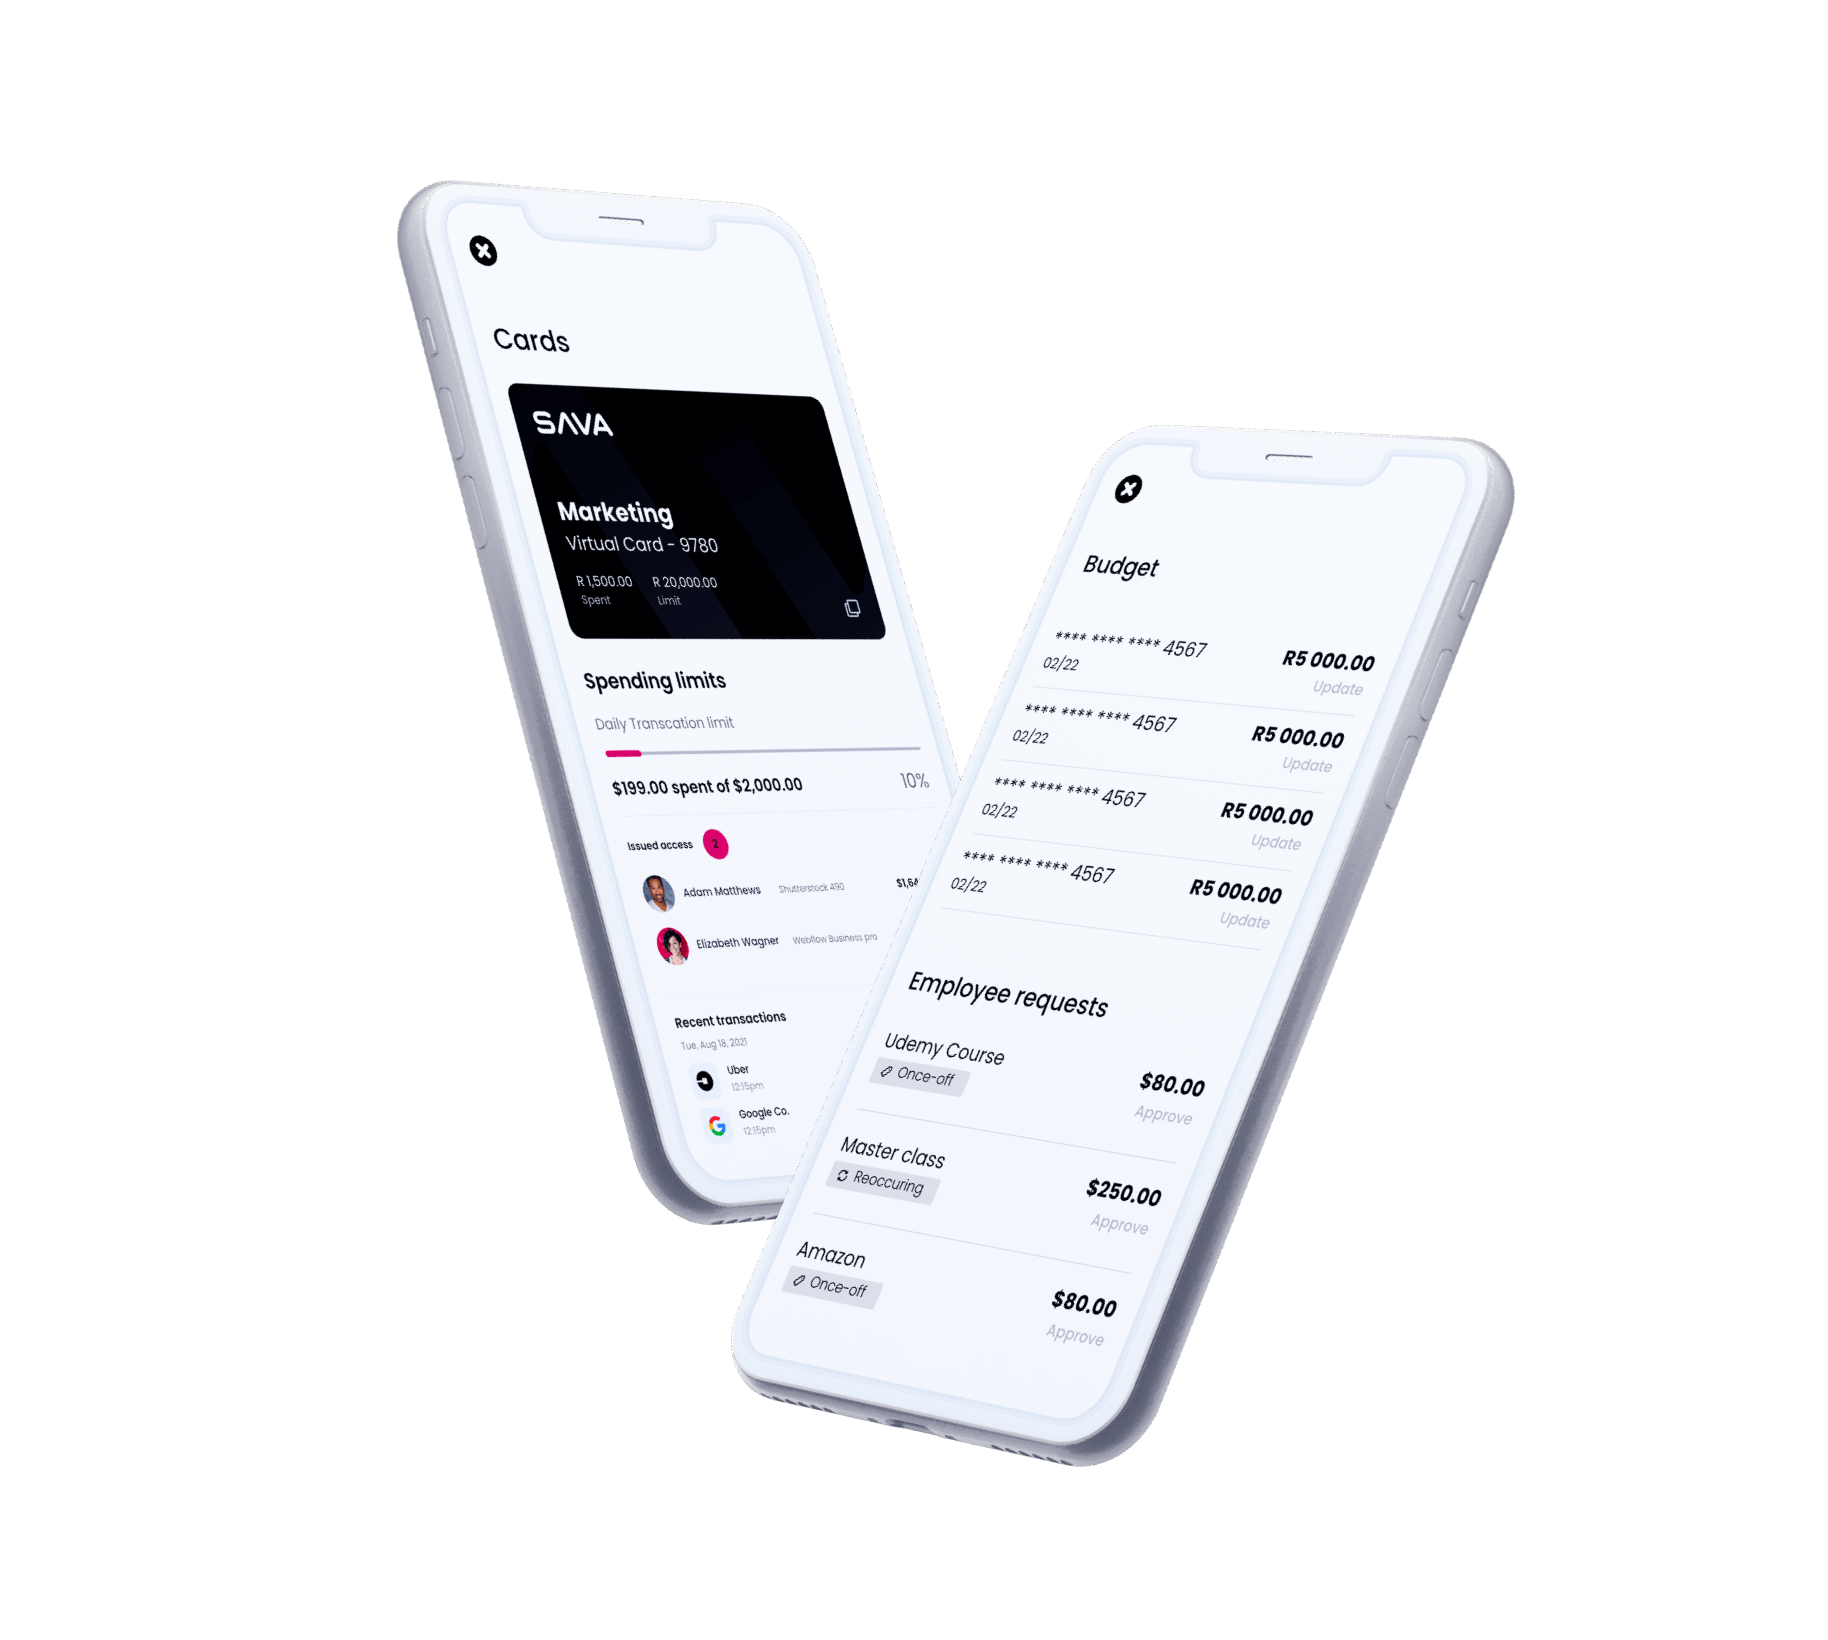 Cards
SAVA
Marketing
Virtual Card - 9780
R 1,500.00 R 20,000.00
Spent Limit
Spending limits
Daily Transcation limit
$199.00 spent of $2,000.00 10%
Issued access 2
Adam Matthews Shutterstock 490 $1,64
Elizabeth Wagner Webflow Business pro
Recent transactions
Tue, Aug 18, 2021
Uber
12:15pm
Google Co.
12:15pm
Budget
**** **** **** 4567 R5 000.00
02/22 Update
**** **** **** 4567 R5 000.00
02/22 Update
**** **** **** 4567 R5 000.00
02/22 Update
**** **** **** 4567 R5 000.00
02/22 Update
Employee requests
Udemy Course $80.00
Once-off Approve
Master class $250.00
Reoccuring Approve
Amazon $80.00
Once-off Approve